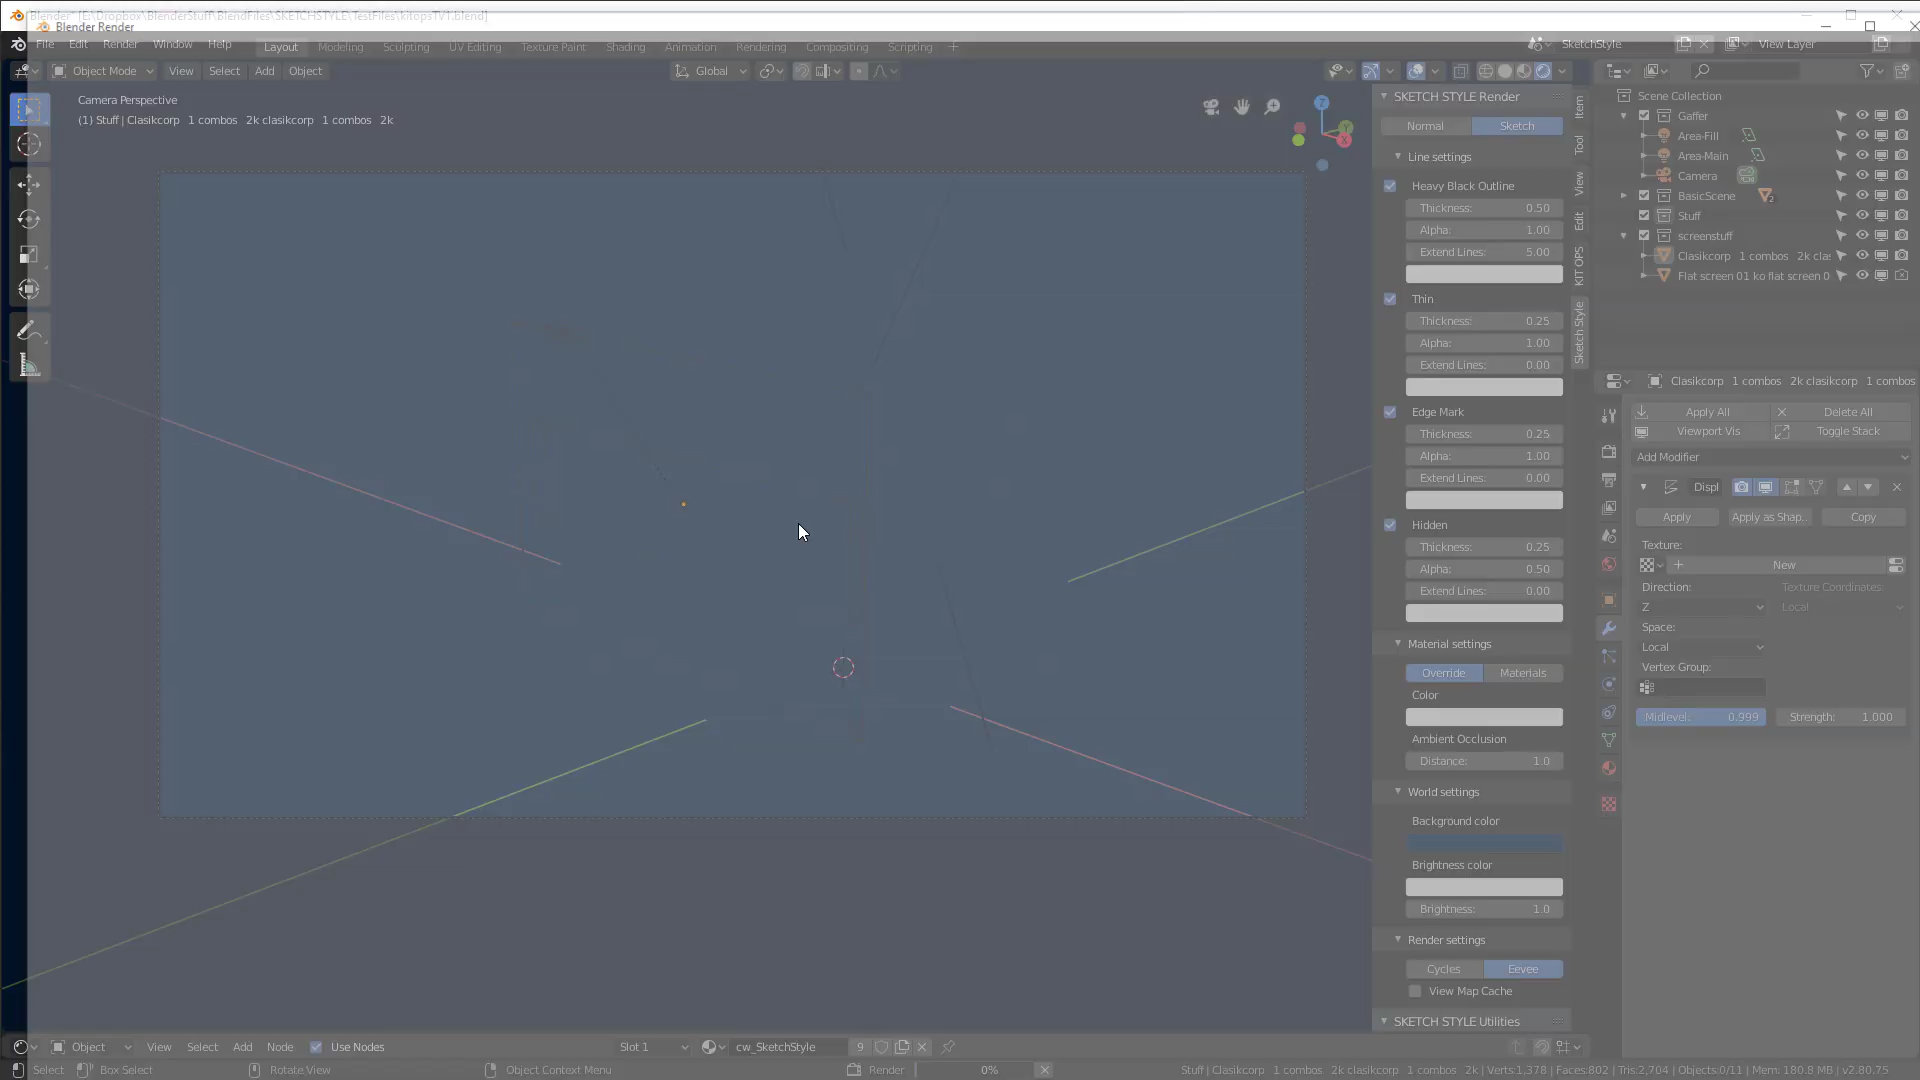 Blender* [E:\Dropbox\BlenderStuff\BlendFiles\SKETCHSTYLE\TestFiles\kitopsTV1.blend]
Blender Render
File Edit Render Window Help Layout Modeling Sculpting UV Editing Texture Paint Shading Animation Rendering Compositing Scripting + SketchStyle View Layer
Object Mode View Select Add Object Global
Camera Perspective
(1) Stuff | Clasikcorp 1 combos 2k clasikcorp 1 combos 2k
Z
Y
X
SKETCH STYLE Render
Normal Sketch
Line settings
Heavy Black Outline
Thickness: 0.50
Alpha: 1.00
Extend Lines: 5.00
Thin
Thickness: 0.25
Alpha: 1.00
Extend Lines: 0.00
Edge Mark
Thickness: 0.25
Alpha: 1.00
Extend Lines: 0.00
Hidden
Thickness: 0.25
Alpha: 0.50
Extend Lines: 0.00
Material settings
Override Materials
Color
Ambient Occlusion
Distance: 1.0
World settings
Background color
Brightness color
Brightness: 1.0
Render settings
Cycles Eevee
View Map Cache
SKETCH STYLE Utilities
Item
Tool
View
Edit
KIT OPS
Sketch Style
Scene Collection
Gaffer
Area-Fill
Area-Main
Camera
BasicScene 2
Stuff
screenstuff
Clasikcorp 1 combos 2k clas
Flat screen 01 ko flat screen 0
Clasikcorp 1 combos 2k clasikcorp 1 combos
Apply All Delete All
Viewport Vis Toggle Stack
Add Modifier
Displ
Apply Apply as Shap.. Copy
Texture:
New
Direction: Texture Coordinates:
Z Local
Space:
Local
Vertex Group:
Midlevel: 0.999 Strength: 1.000
Object View Select Add Node Use Nodes Slot 1 cw_SketchStyle 9
Select Box Select Rotate View Object Context Menu Render 0% Stuff | Clasikcorp 1 combos 2k clasikcorp 1 combos 2k | Verts:1,378 | Faces:802 | Tris:2,704 | Objects:0/11 | Mem: 180.8 MB | v2.80.75